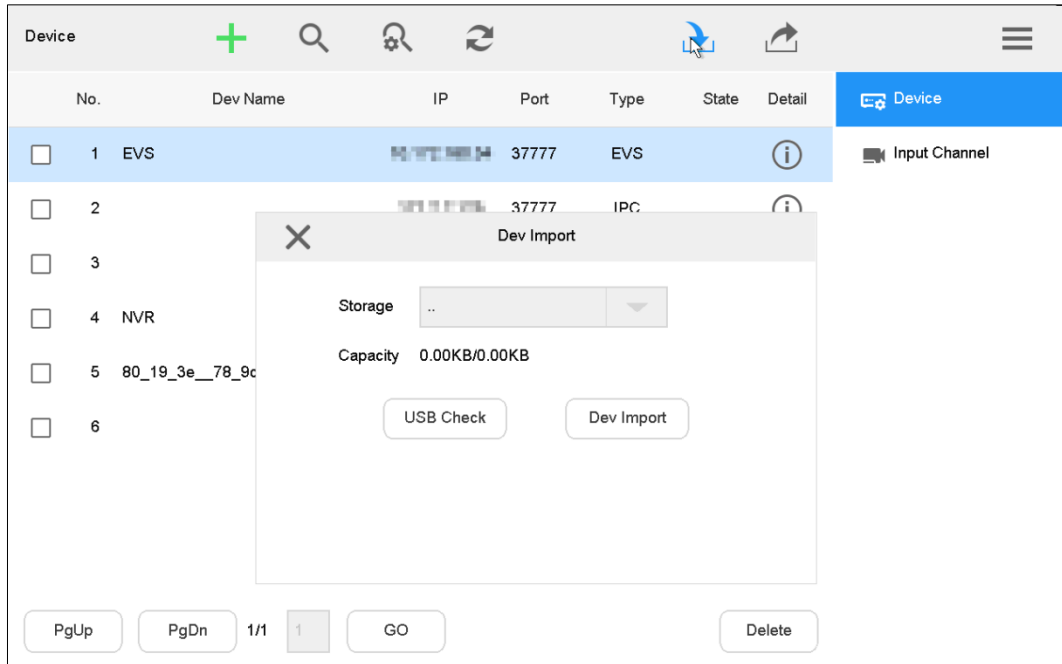 Device
No. Dev Name IP Port Type State Detail Device
1 EVS 37777 EVS Input Channel
2 37777 IPC
Dev Import
3
Storage ..
4 NVR
Capacity 0.00KB/0.00KB
5 80_19_3e__78_9c
USB Check Dev Import
6
PgUp PgDn 1/1 1 GO Delete